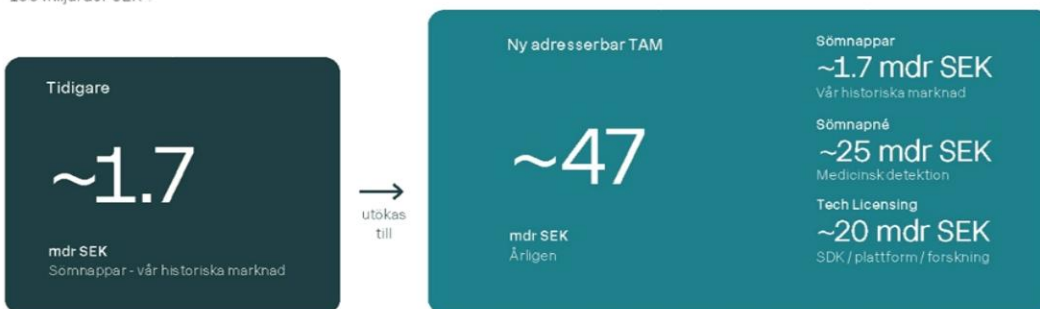 Tidigare
~1.7
mdr SEK
Sömnappar - vår historiska marknad
utökas
till
Ny adresserbar TAM
~47
mdr SEK
Årligen
Sömnappar
~1.7 mdr SEK
Vår historiska marknad
Sömnapné
~25 mdr SEK
Medicinsk detektion
Tech Licensing
~20 mdr SEK
SDK / plattform / forskning